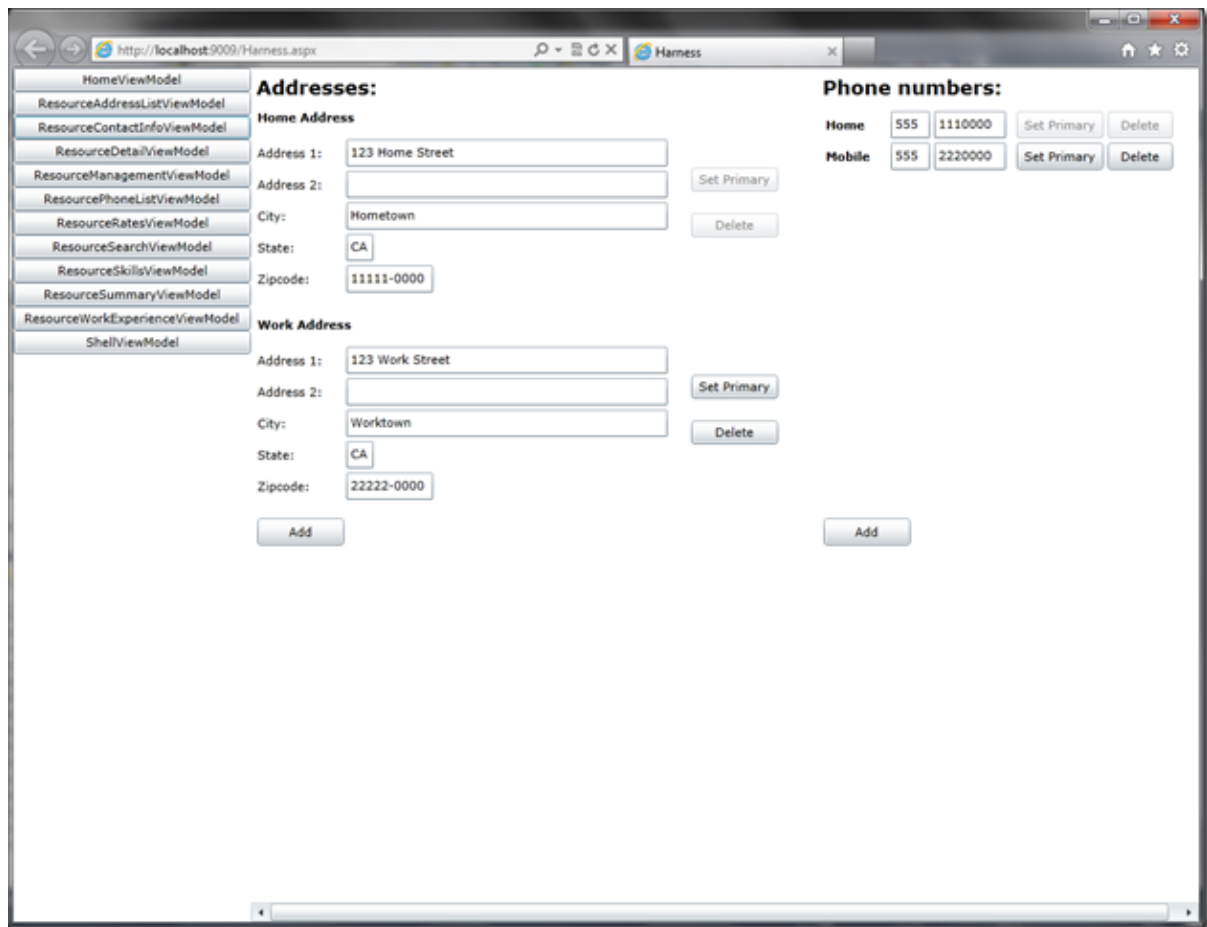 http://localhost:9009/Harness.aspx
Harness
HomeViewModel
ResourceAddressListViewModel
ResourceContactInfoViewModel
ResourceDetailViewModel
ResourceManagementViewModel
ResourcePhoneListViewModel
ResourceRatesViewModel
ResourceSearchViewModel
ResourceSkillsViewModel
ResourceSummaryViewModel
ResourceWorkExperienceViewModel
ShellViewModel
Addresses:
Home Address
Address 1: 123 Home Street
Address 2:
Set Primary
City: Hometown
Delete
State: CA
Zipcode: 11111-0000
Work Address
Address 1: 123 Work Street
Address 2:
Set Primary
City: Worktown
Delete
State: CA
Zipcode: 22222-0000
Add
Phone numbers:
Home 555 1110000 Set Primary Delete
Mobile 555 2220000 Set Primary Delete
Add